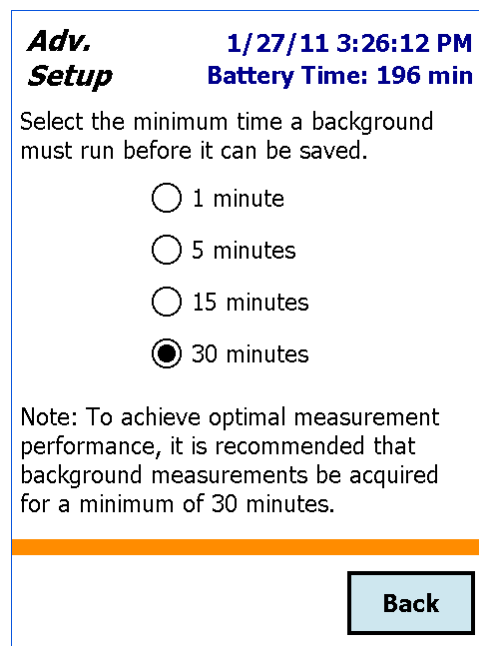 Adv.
Setup
1/27/11 3:26:12 PM
Battery Time: 196 min
Select the minimum time a background
must run before it can be saved.
1 minute
5 minutes
15 minutes
30 minutes
Note: To achieve optimal measurement
performance, it is recommended that
background measurements be acquired
for a minimum of 30 minutes.
Back